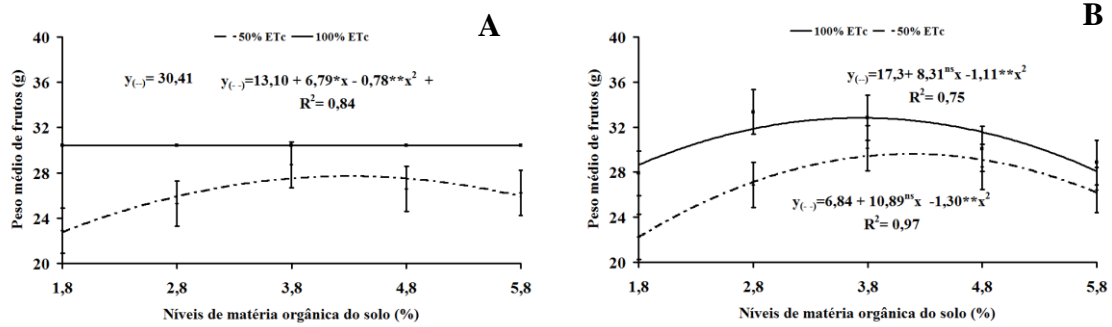 A
50% ETc 100% ETc
y(--)= 30,41 y(- -)=13,10 + 6,79*x - 0,78**x² +
R²= 0,84
Peso médio de frutos (g)
40
36
32
28
24
20
1,8 2,8 3,8 4,8 5,8
Níveis de matéria orgânica do solo (%)
B
100% ETc 50% ETc
y(--)=17,3+ 8,31ⁿˢx -1,11**x²
R²= 0,75
y(- -)=6,84 + 10,89ⁿˢx -1,30**x²
R²= 0,97
Peso médio de frutos (g)
40
36
32
28
24
20
1,8 2,8 3,8 4,8 5,8
Níveis de matéria orgânica do solo (%)